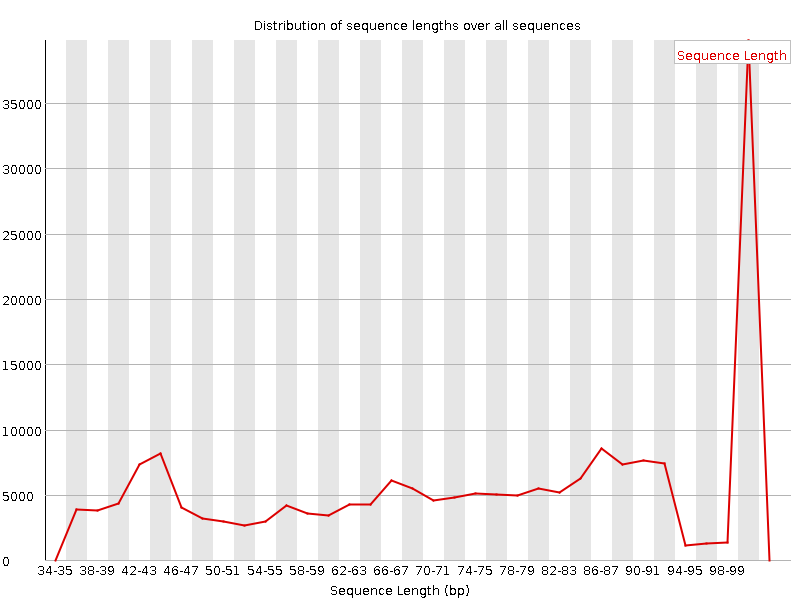 Distribution of sequence lengths over all sequences
Sequence Length
35000
30000
25000
20000
15000
10000
5000
0
34-35 38-39 42-43 46-47 50-51 54-55 58-59 62-63 66-67 70-71 74-75 78-79 82-83 86-87 90-91 94-95 98-99
Sequence Length (bp)